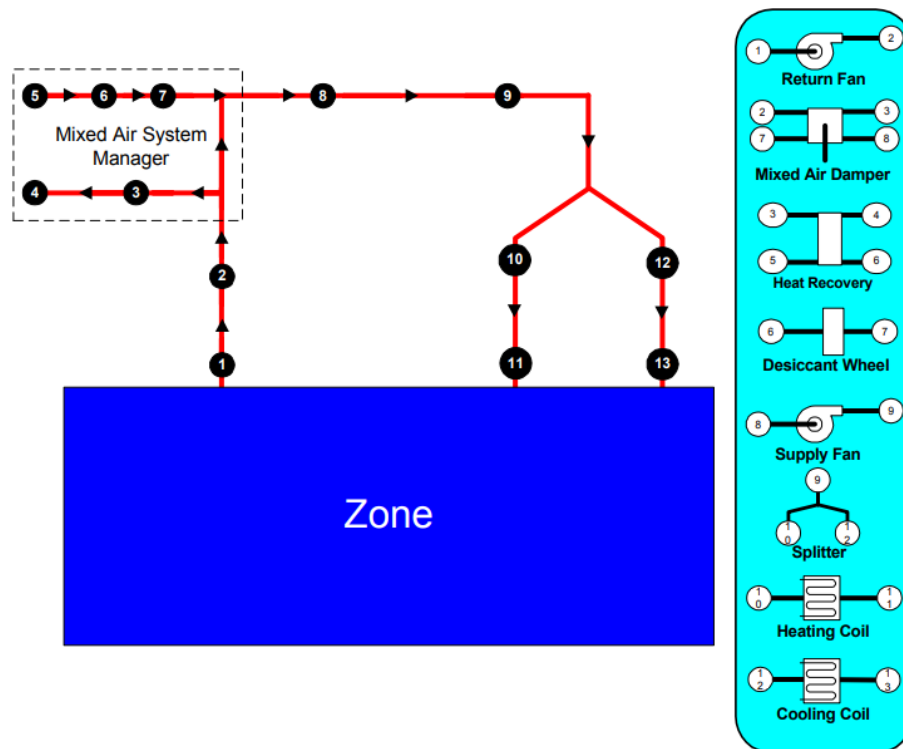 5 6 7 8 9
Mixed Air System
Manager
4 3
2
10 12
1 11 13
Zone
1 2
Return Fan
2 3
7 8
Mixed Air Damper
3 4
5 6
Heat Recovery
6 7
Desiccant Wheel
8 9
Supply Fan
9
10 12
Splitter
10 11
Heating Coil
12 13
Cooling Coil